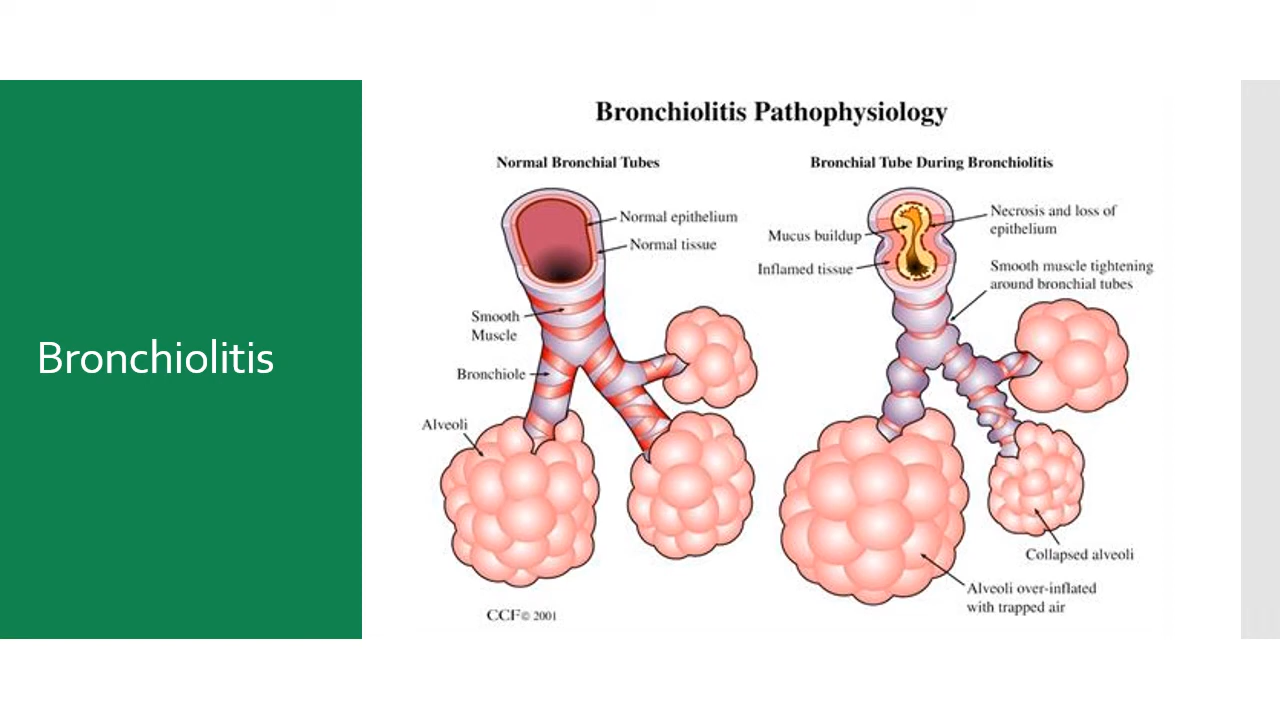 Bronchiolitis
Bronchiolitis Pathophysiology
Normal Bronchial Tubes
Normal epithelium
Normal tissue
Smooth
Muscle
Bronchiole
Alveoli
CCF© 2001
Bronchial Tube During Bronchiolitis
Necrosis and loss of
epithelium
Mucus buildup
Inflamed tissue
Smooth muscle tightening
around bronchial tubes
Collapsed alveoli
Alveoli over-inflated
with trapped air